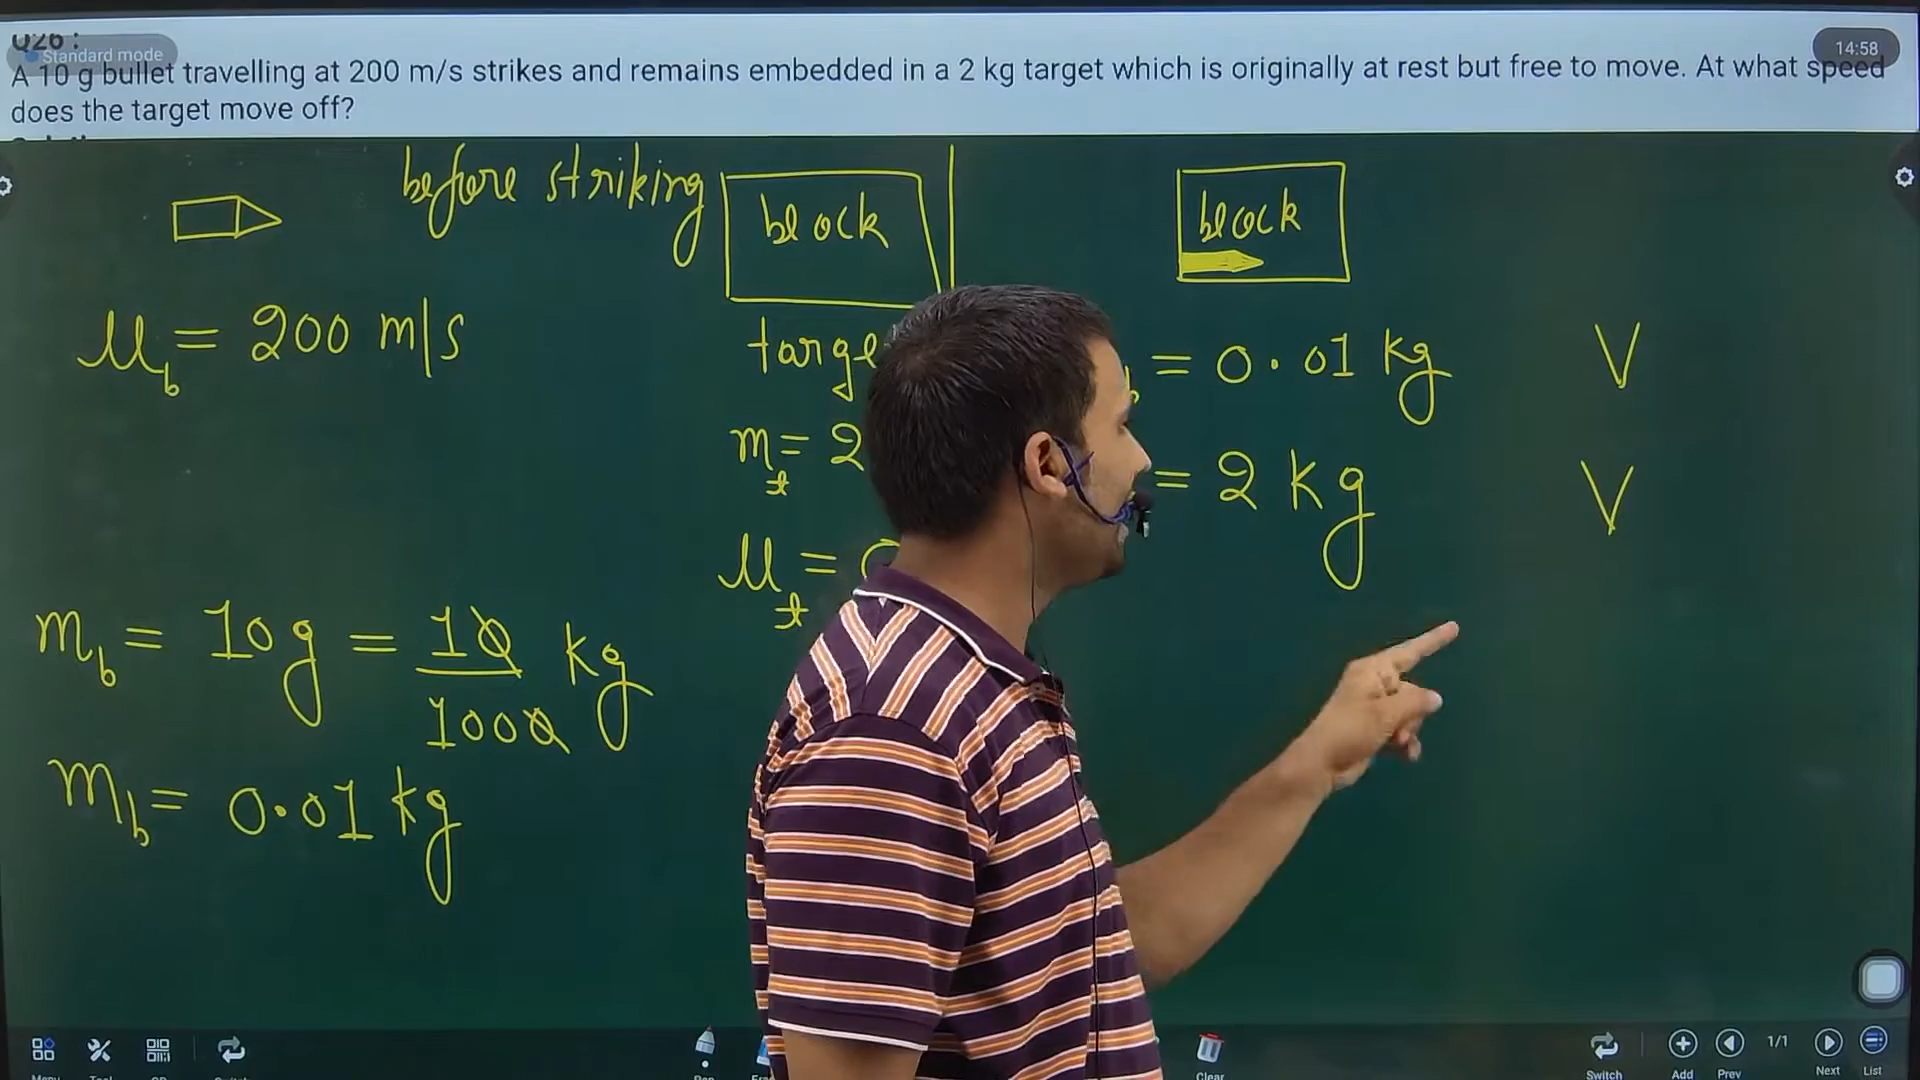 Q26 :
Standard mode
14:58
A 10 g bullet travelling at 200 m/s strikes and remains embedded in a 2 kg target which is originally at rest but free to move. At what speed
does the target move off?
before striking
block
block
u_b = 200 m/s
targe
= 0.01 kg
V
m_t = 2
= 2 kg
V
u_t = 0
m_b = 10 g = 10/1000 kg
m_b = 0.01 kg
Menu
Switch
Clear
Switch
Add
Prev
1/1
Next
List